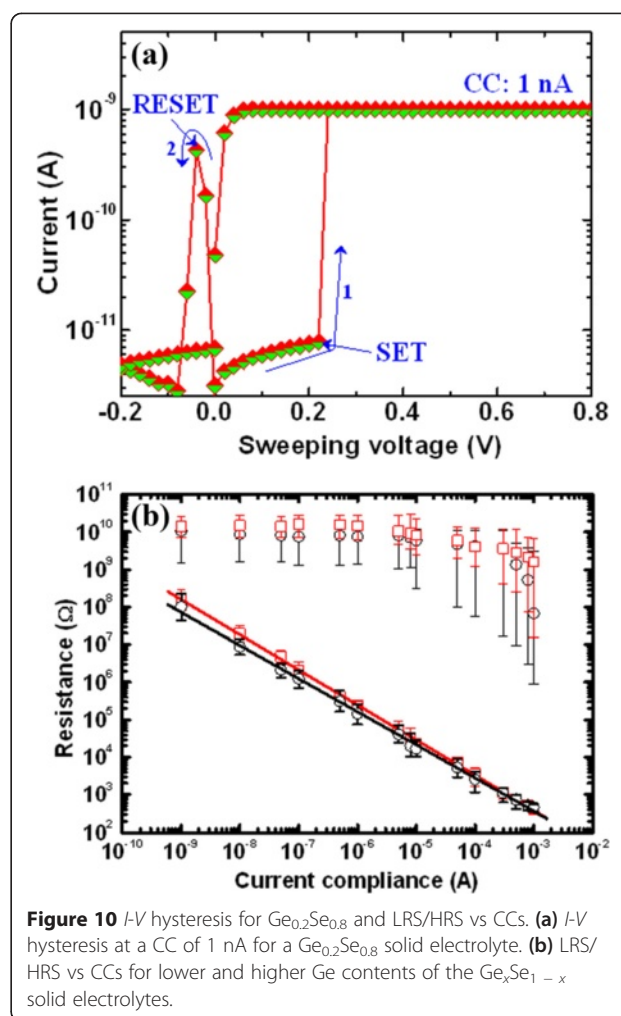 (a)
CC: 1 nA
RESET
2
1
SET
Current (A)
10⁻⁹
10⁻¹⁰
10⁻¹¹
-0.2 0.0 0.2 0.4 0.6 0.8
Sweeping voltage (V)
(b)
Resistance (Ω)
10¹¹
10¹⁰
10⁹
10⁸
10⁷
10⁶
10⁵
10⁴
10³
10²
10⁻¹⁰ 10⁻⁹ 10⁻⁸ 10⁻⁷ 10⁻⁶ 10⁻⁵ 10⁻⁴ 10⁻³ 10⁻²
Current compliance (A)
Figure 10 I-V hysteresis for Ge₀.₂Se₀.₈ and LRS/HRS vs CCs. (a) I-V
hysteresis at a CC of 1 nA for a Ge₀.₂Se₀.₈ solid electrolyte. (b) LRS/
HRS vs CCs for lower and higher Ge contents of the GeₓSe₁ ₋ ₓ
solid electrolytes.